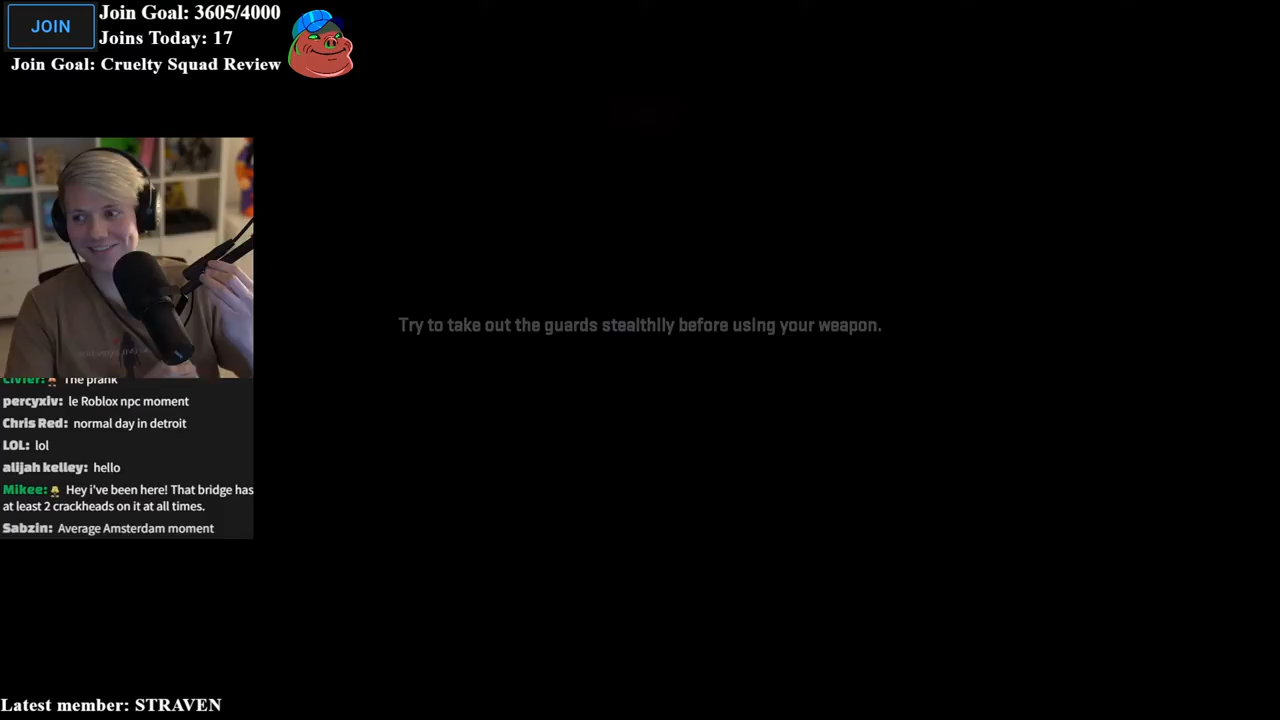 JOIN
Join Goal: 3605/4000
Joins Today: 17
Join Goal: Cruelty Squad Review
Try to take out the guards stealthily before using your weapon.
Civier: The prank
percyxiv: le Roblox npc moment
Chris Red: normal day in detroit
LOL: lol
alijah kelley: hello
Mikee: Hey i've been here! That bridge has
at least 2 crackheads on it at all times.
Sabzin: Average Amsterdam moment
Latest member: STRAVEN